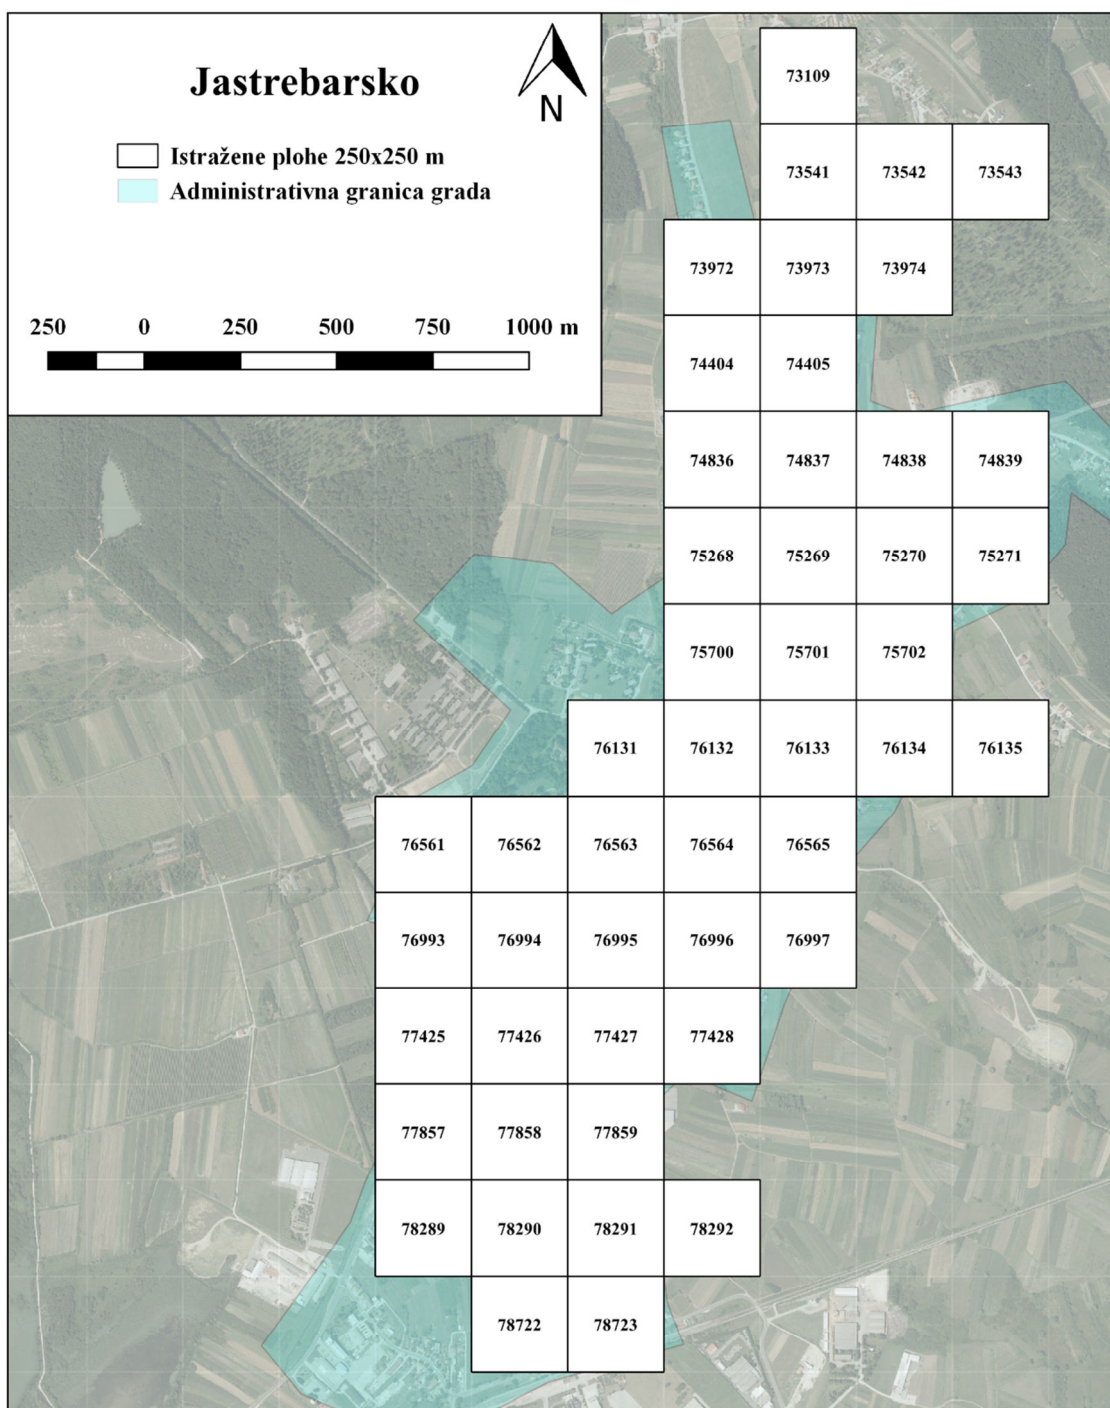 Jastrebarsko
N
Istražene plohe 250x250 m
Administrativna granica grada
250 0 250 500 750 1000 m
73109
73541 73542 73543
73972 73973 73974
74404 74405
74836 74837 74838 74839
75268 75269 75270 75271
75700 75701 75702
76131 76132 76133 76134 76135
76561 76562 76563 76564 76565
76993 76994 76995 76996 76997
77425 77426 77427 77428
77857 77858 77859
78289 78290 78291 78292
78722 78723